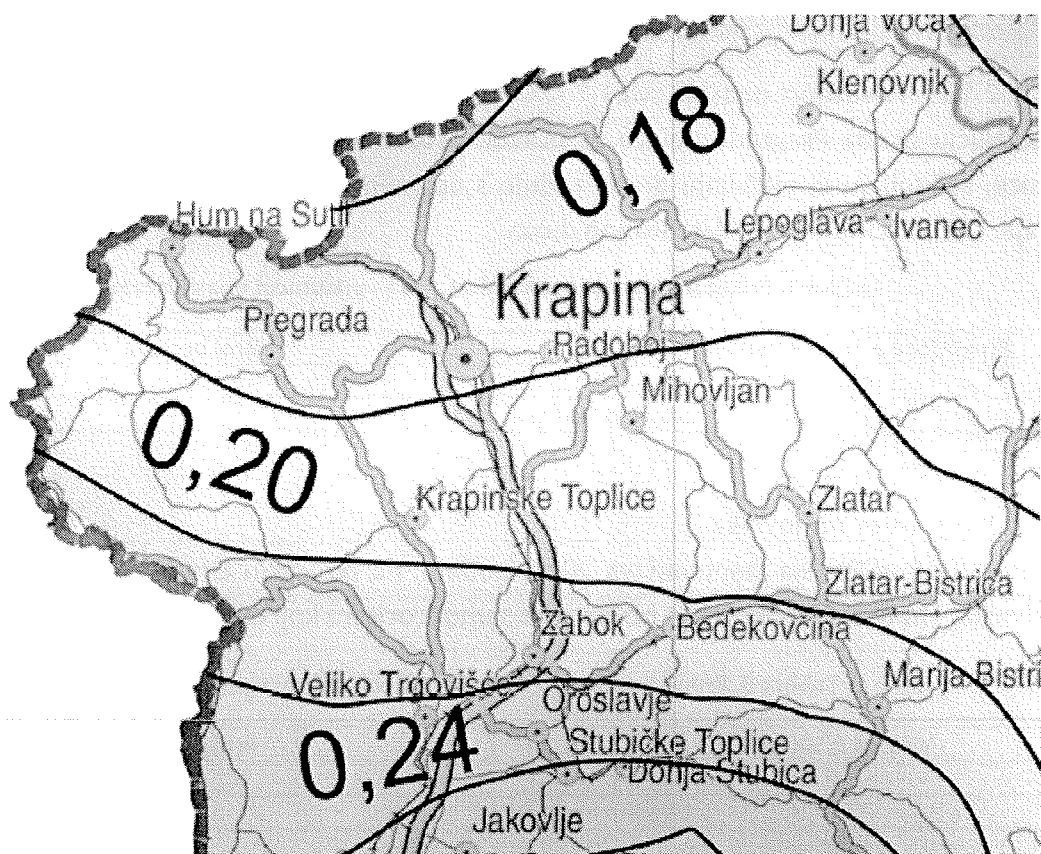 Donja Voća
Klenovnik
0,18
Hum na Sutli
Lepoglava
Ivanec
Krapina
Pregrada
Radoboj
Mihovljan
0,20
Krapinske Toplice
Zlatar
Zlatar-Bistrica
Zabok
Bedekovčina
Marija Bistri
Veliko Trgovišće
Oroslavje
0,24
Stubičke Toplice
Donja Stubica
Jakovlje